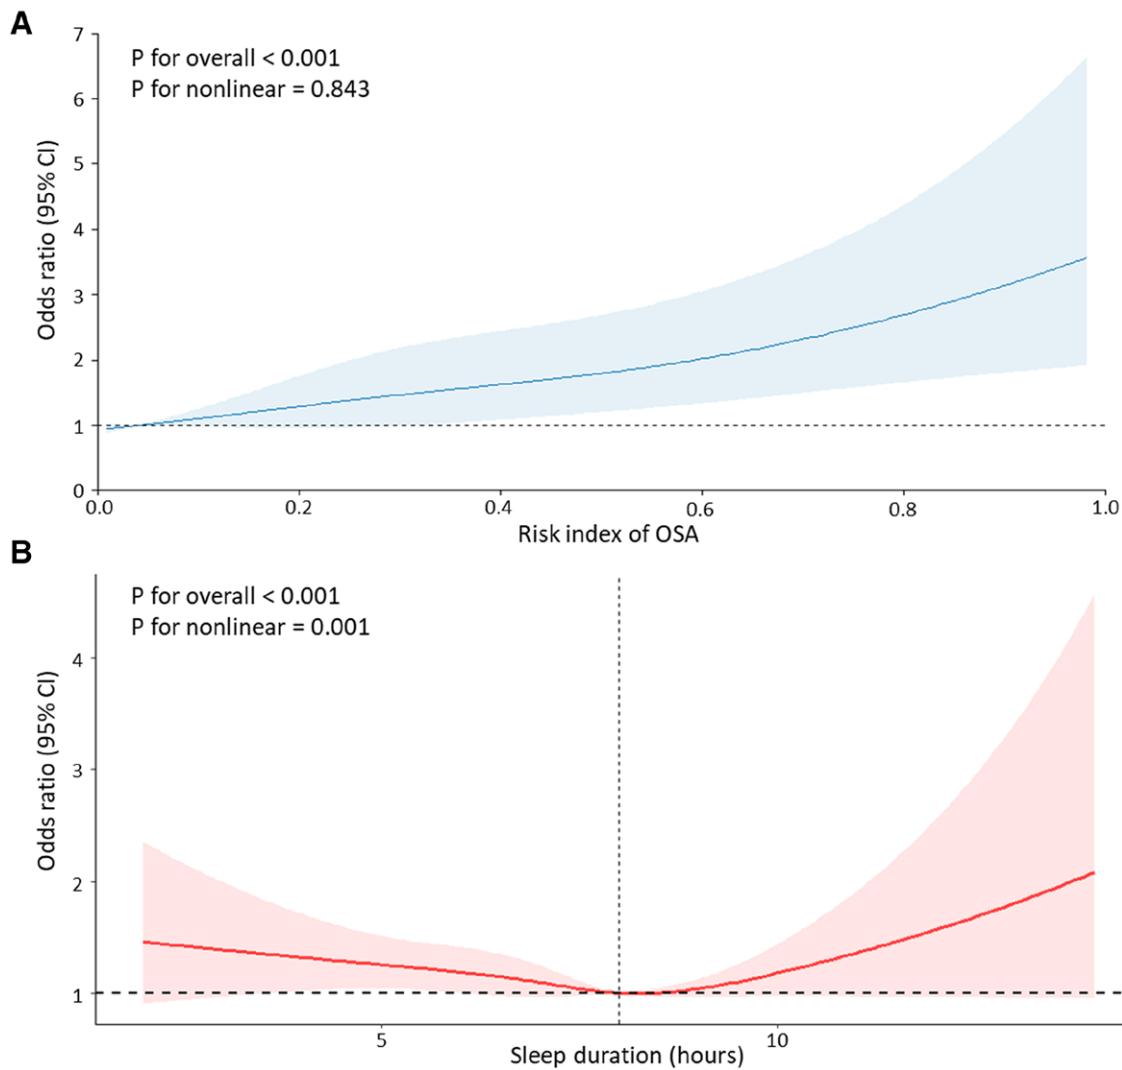 A
P for overall < 0.001
P for nonlinear = 0.843
Odds ratio (95% CI)
7
6
5
4
3
2
1
0
0.0 0.2 0.4 0.6 0.8 1.0
Risk index of OSA
B
P for overall < 0.001
P for nonlinear = 0.001
Odds ratio (95% CI)
4
3
2
1
5 10
Sleep duration (hours)